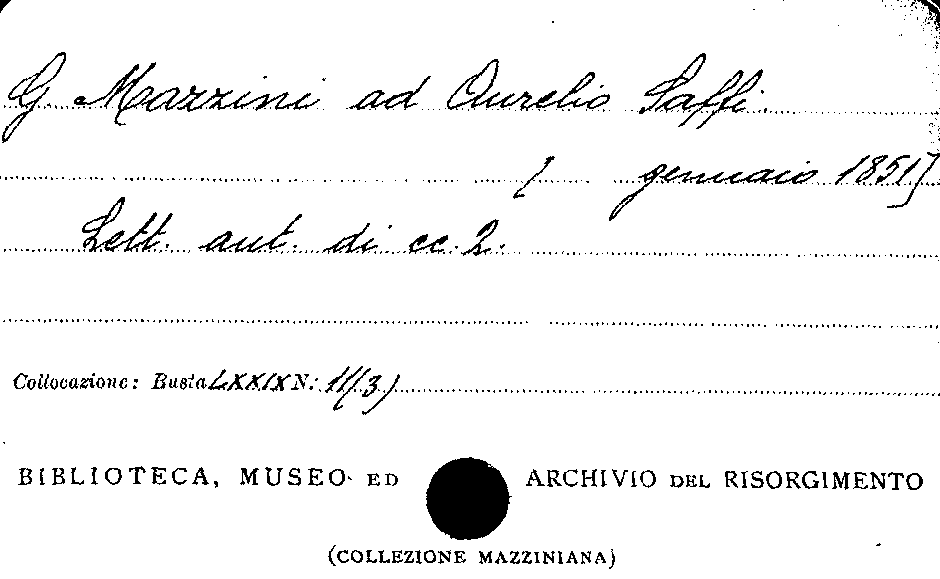 G. Mazzini ad Aurelio Saffi.
[ gennaio 1851]
Lett. aut. di cc. 2.
Collocazione: Busta LXXIX N. 11(3)
BIBLIOTECA, MUSEO ED ARCHIVIO DEL RISORGIMENTO
(COLLEZIONE MAZZINIANA)